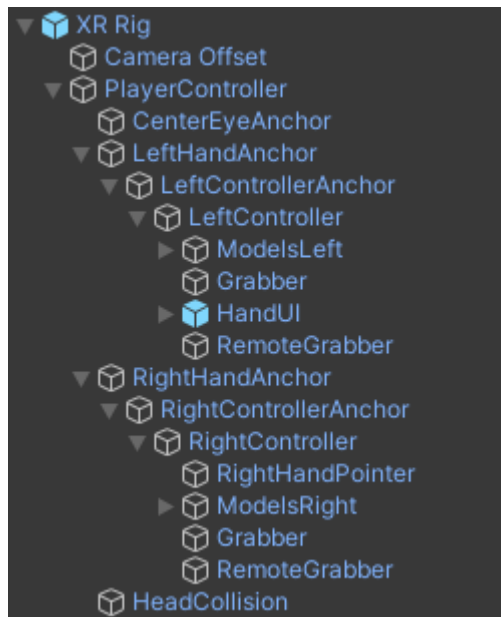 XR Rig
Camera Offset
PlayerController
CenterEyeAnchor
LeftHandAnchor
LeftControllerAnchor
LeftController
ModelsLeft
Grabber
HandUI
RemoteGrabber
RightHandAnchor
RightControllerAnchor
RightController
RightHandPointer
ModelsRight
Grabber
RemoteGrabber
HeadCollision